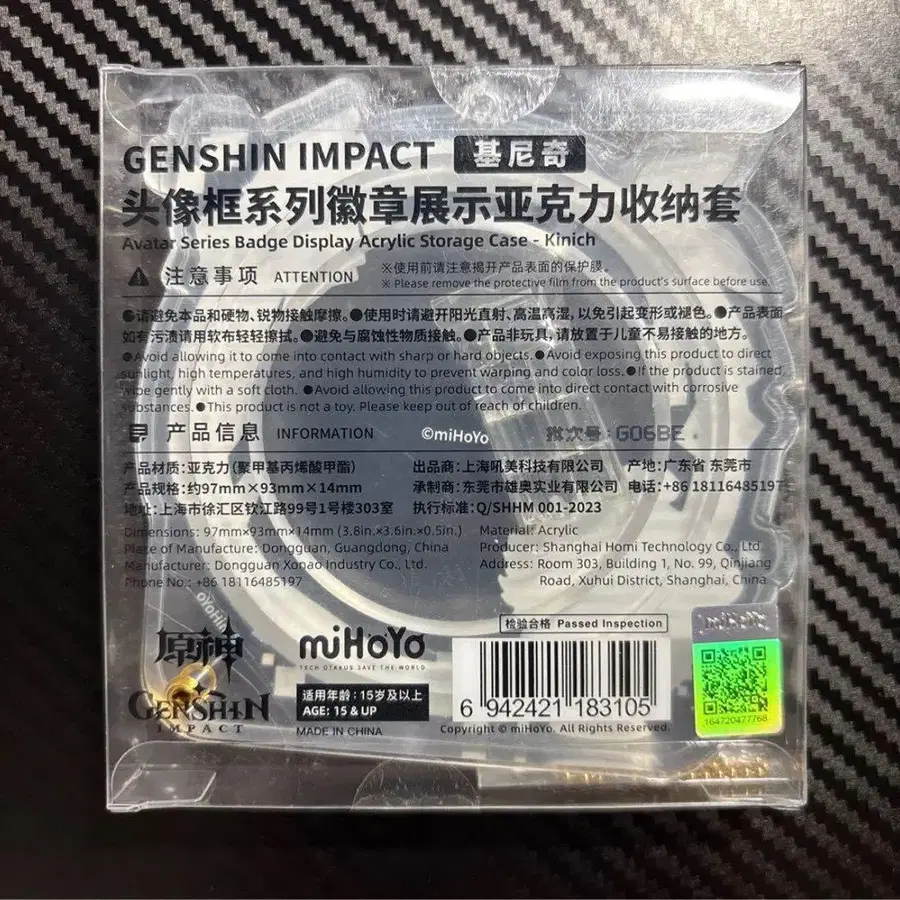 GENSHIN IMPACT 基尼奇
头像框系列徽章展示亚克力收纳套
Avatar Series Badge Display Acrylic Storage Case - Kinich
注意事项 ATTENTION
※使用前请注意揭开产品表面的保护膜。
※ Please remove the protective film from the product's surface before use.
●请避免本品和硬物、锐物接触摩擦。●使用时请避开阳光直射、高温高湿，以免引起变形或褪色。●产品表面
如有污渍请用软布轻轻擦拭。●避免与腐蚀性物质接触。●产品非玩具，请放置于儿童不易接触的地方。
●Avoid allowing it to come into contact with sharp or hard objects. ●Avoid exposing this product to direct
sunlight, high temperatures, and high humidity to prevent warping and color loss. ●If the product is stained,
wipe gently with a soft cloth. ●Avoid allowing this product to come into direct contact with corrosive
substances. ●This product is not a toy. Please keep out of reach of children.
产品信息 INFORMATION ©miHoYo 批次号：G06BE
产品材质：亚克力（聚甲基丙烯酸甲酯） 出品商：上海吼美科技有限公司 产地：广东省 东莞市
产品规格：约97mm×93mm×14mm 承制商：东莞市雄奥实业有限公司 电话：+86 18116485197
地址：上海市徐汇区钦江路99号1号楼303室 执行标准：Q/SHHM 001-2023
Dimensions: 97mm×93mm×14mm (3.8in.×3.6in.×0.5in.) Material: Acrylic
Place of Manufacture: Dongguan, Guangdong, China Producer: Shanghai Homi Technology Co., Ltd.
Manufacturer: Dongguan Xonao Industry Co., Ltd. Address: Room 303, Building 1, No. 99, Qinjiang
Phone No.: +86 18116485197 Road, Xuhui District, Shanghai, China
检验合格 Passed Inspection
原神
GENSHIN
IMPACT
miHoYo
TECH OTAKUS SAVE THE WORLD
适用年龄：15岁及以上
AGE: 15 & UP
MADE IN CHINA
6 942421 183105
Copyright © miHoYo. All Rights Reserved.
miHoYo
164720477768